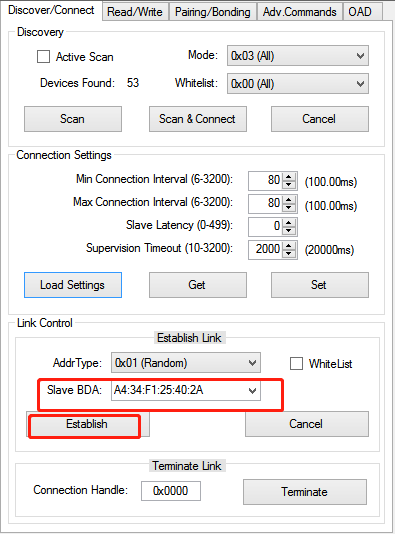 Discover/Connect Read/Write Pairing/Bonding Adv.Commands OAD
Discovery
Active Scan Mode: 0x03 (All)
Devices Found: 53 Whitelist: 0x00 (All)
Scan Scan & Connect Cancel
Connection Settings
Min Connection Interval (6-3200): 80 (100.00ms)
Max Connection Interval (6-3200): 80 (100.00ms)
Slave Latency (0-499): 0
Supervision Timeout (10-3200): 2000 (20000ms)
Load Settings Get Set
Link Control
Establish Link
AddrType: 0x01 (Random) WhiteList
Slave BDA: A4:34:F1:25:40:2A
Establish Cancel
Terminate Link
Connection Handle: 0x0000 Terminate